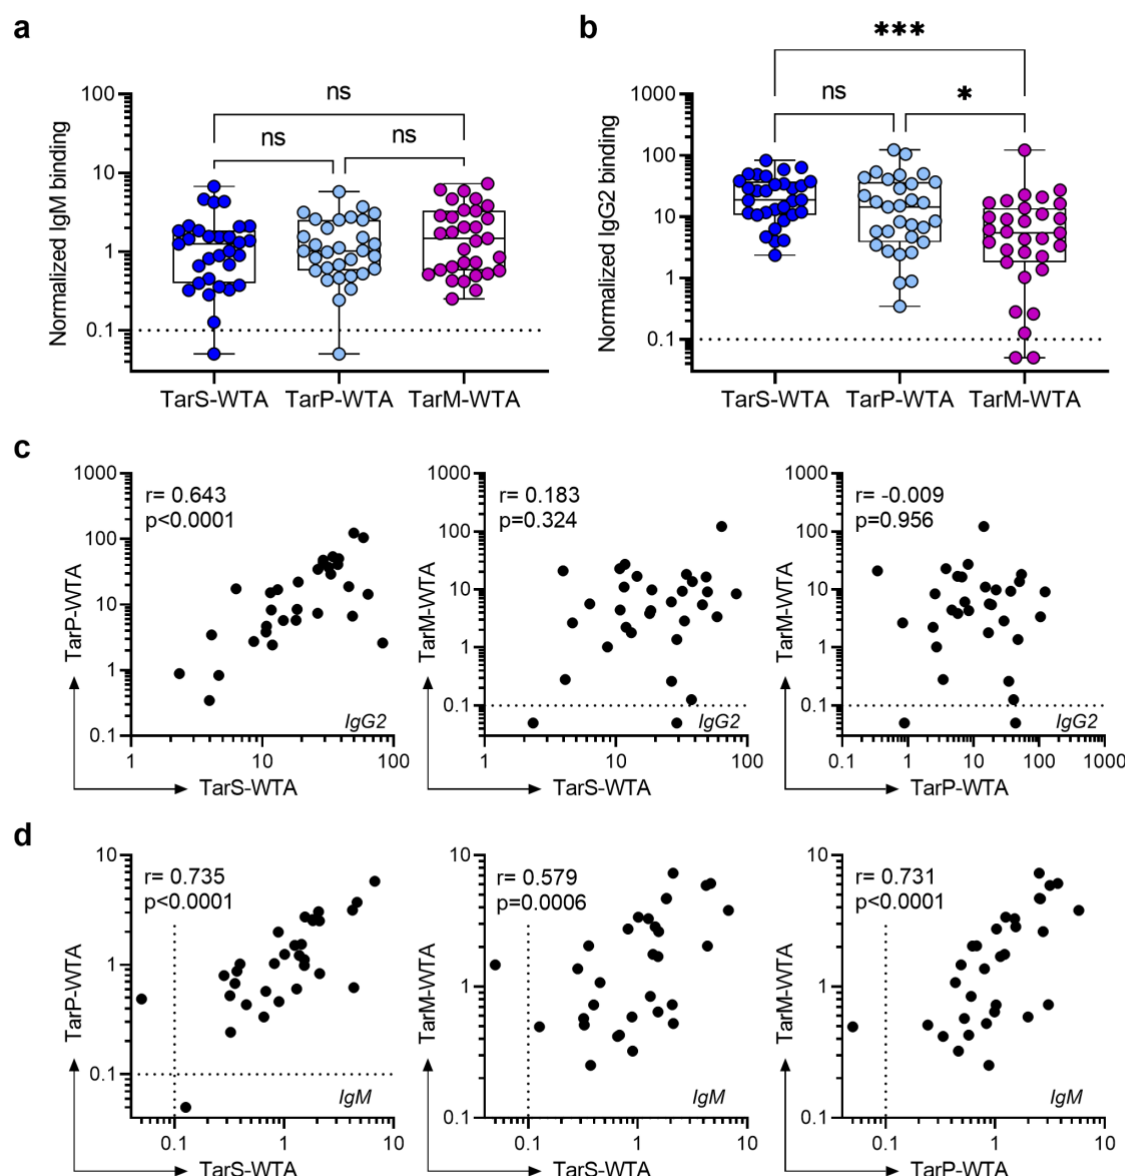 a
ns
ns
ns
100
10
1
0.1
Normalized IgM binding
TarS-WTA TarP-WTA TarM-WTA
b
***
ns
*
1000
100
10
1
0.1
Normalized IgG2 binding
TarS-WTA TarP-WTA TarM-WTA
c
1000
100
10
1
0.1
r= 0.643
p<0.0001
TarP-WTA
IgG2
1 10 100
TarS-WTA
1000
100
10
1
0.1
r= 0.183
p=0.324
TarM-WTA
IgG2
1 10 100
TarS-WTA
1000
100
10
1
0.1
r= -0.009
p=0.956
TarM-WTA
IgG2
0.1 1 10 100 1000
TarP-WTA
d
10
1
0.1
r= 0.735
p<0.0001
TarP-WTA
IgM
0.1 1 10
TarS-WTA
10
1
0.1
r= 0.579
p=0.0006
TarM-WTA
IgM
0.1 1 10
TarS-WTA
10
1
0.1
r= 0.731
p<0.0001
TarM-WTA
IgM
0.1 1 10
TarP-WTA